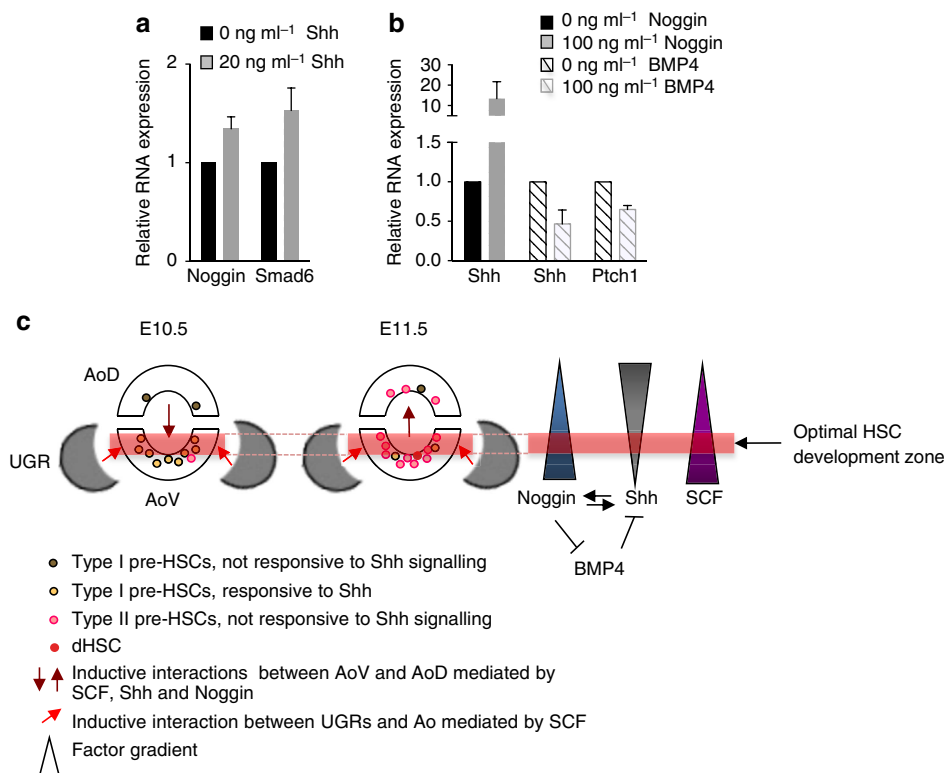 a
0 ng ml⁻¹ Shh
20 ng ml⁻¹ Shh
Relative RNA expression
2
1
0
Noggin Smad6
b
0 ng ml⁻¹ Noggin
100 ng ml⁻¹ Noggin
0 ng ml⁻¹ BMP4
100 ng ml⁻¹ BMP4
Relative RNA expression
30
20
10
1.5
1.0
0.5
0.0
Shh Shh Ptch1
c
E10.5 E11.5
AoD
UGR
AoV
Optimal HSC
development zone
Noggin Shh SCF
BMP4
Type I pre-HSCs, not responsive to Shh signalling
Type I pre-HSCs, responsive to Shh
Type II pre-HSCs, not responsive to Shh signalling
dHSC
Inductive interactions between AoV and AoD mediated by
SCF, Shh and Noggin
Inductive interaction between UGRs and Ao mediated by SCF
Factor gradient